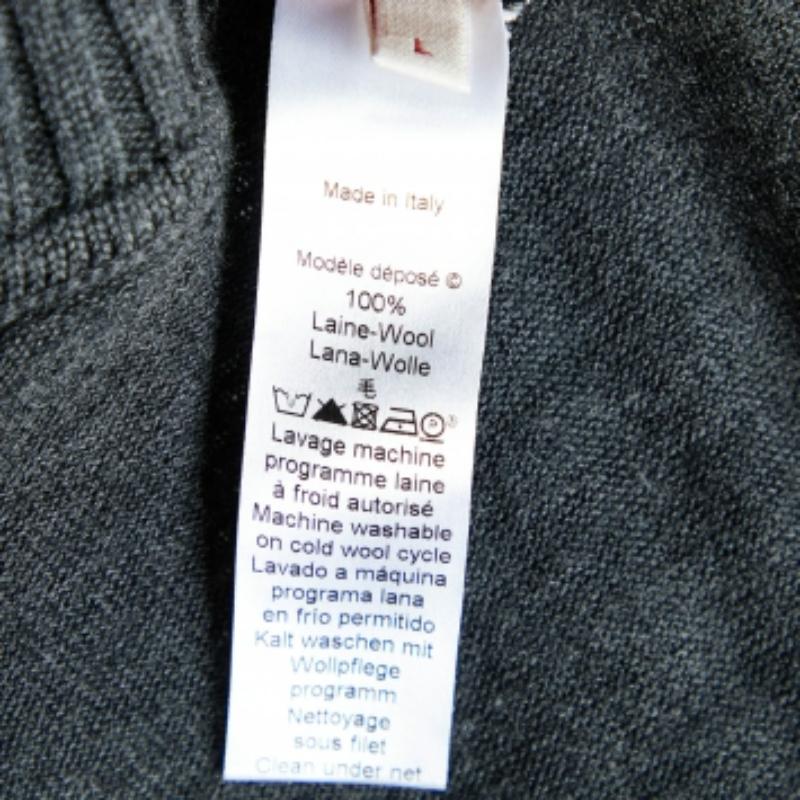 L
Made in Italy
Modèle déposé ©
100%
Laine-Wool
Lana-Wolle
毛
Lavage machine
programme laine
à froid autorisé
Machine washable
on cold wool cycle
Lavado a máquina
programa lana
en frío permitido
Kalt waschen mit
Wollpflege
programm
Nettoyage
sous filet
Clean under net